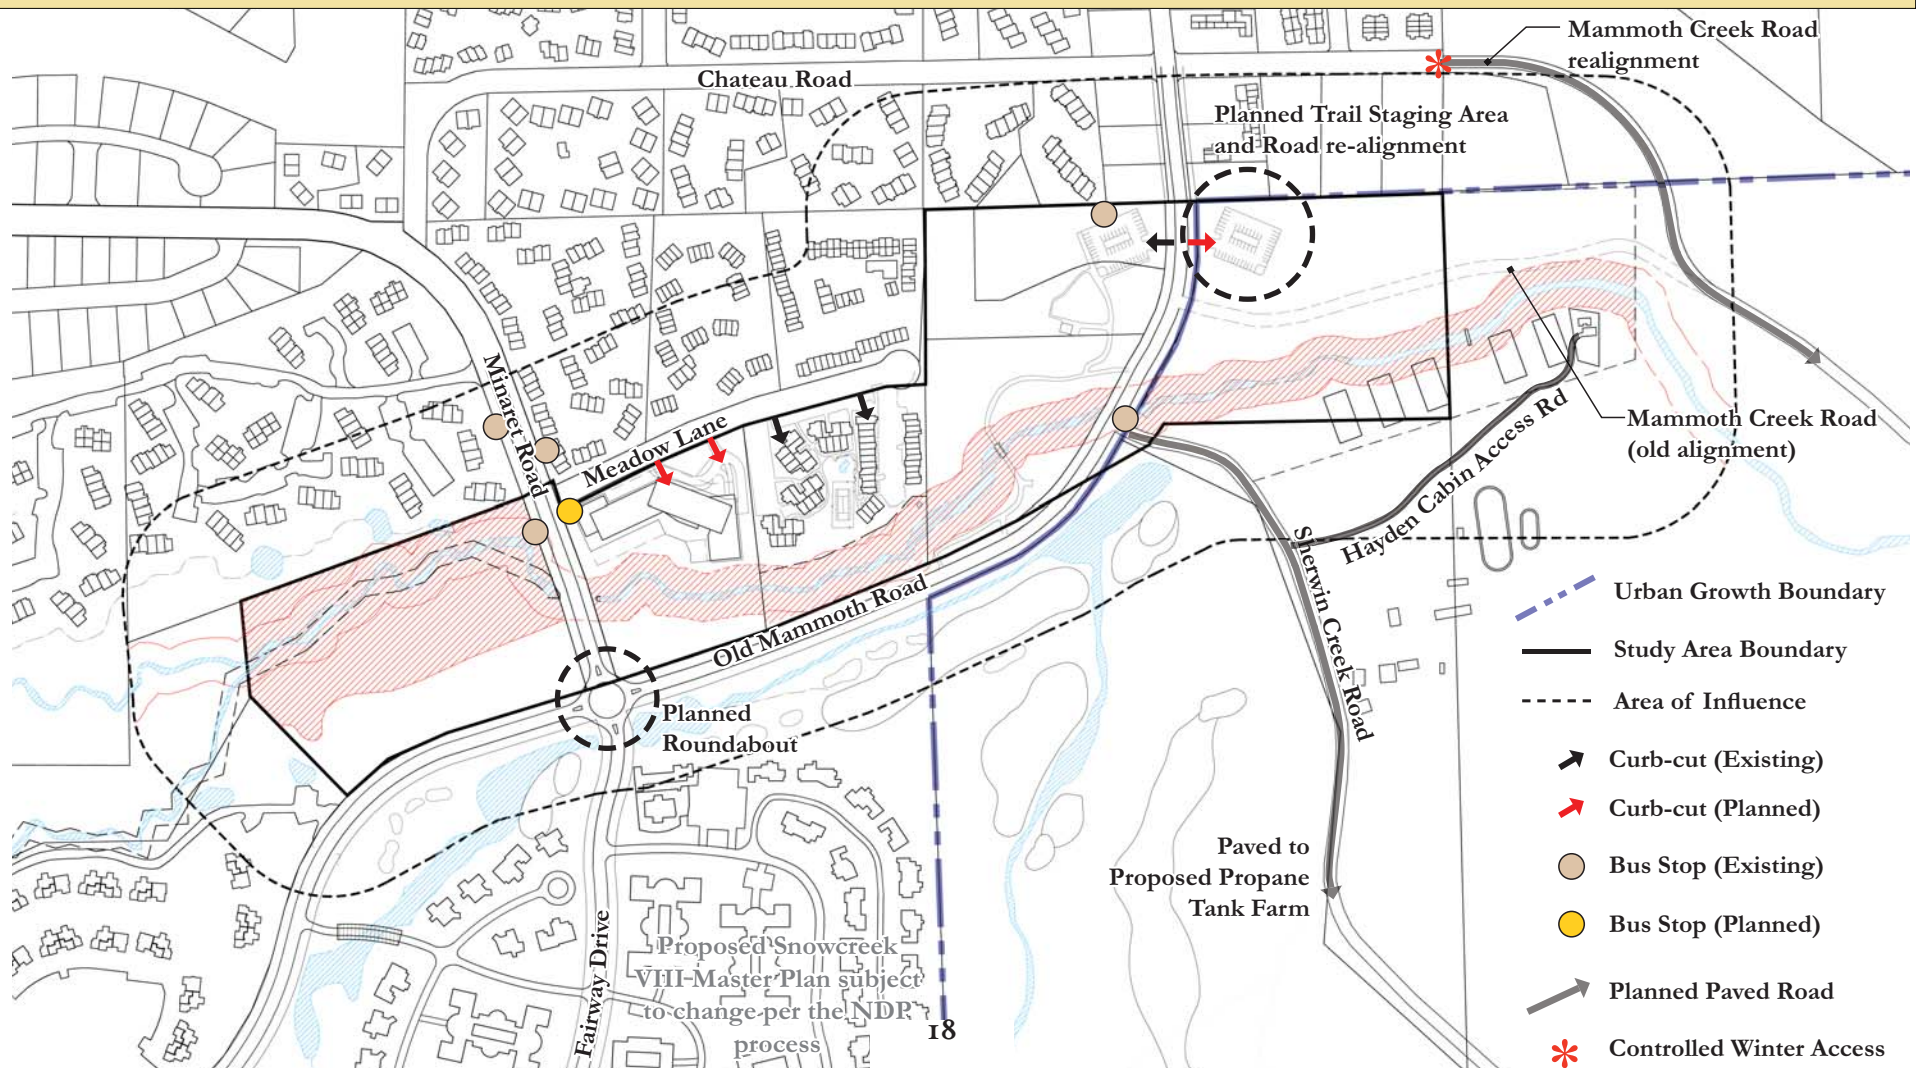 Mammoth Creek Road
realignment
Chateau Road
Planned Trail Staging Area
and Road re-alignment
Minaret Road
Meadow Lane
Mammoth Creek Road
(old alignment)
Hayden Cabin Access Rd
Sherwin Creek Road
Old Mammoth Road
Planned
Roundabout
Urban Growth Boundary
Study Area Boundary
Area of Influence
Curb-cut (Existing)
Curb-cut (Planned)
Bus Stop (Existing)
Bus Stop (Planned)
Planned Paved Road
Controlled Winter Access
Paved to
Proposed Propane
Tank Farm
Fairway Drive
Proposed Snowcreek
VIII-Master Plan subject
to change per the NDP
process
18